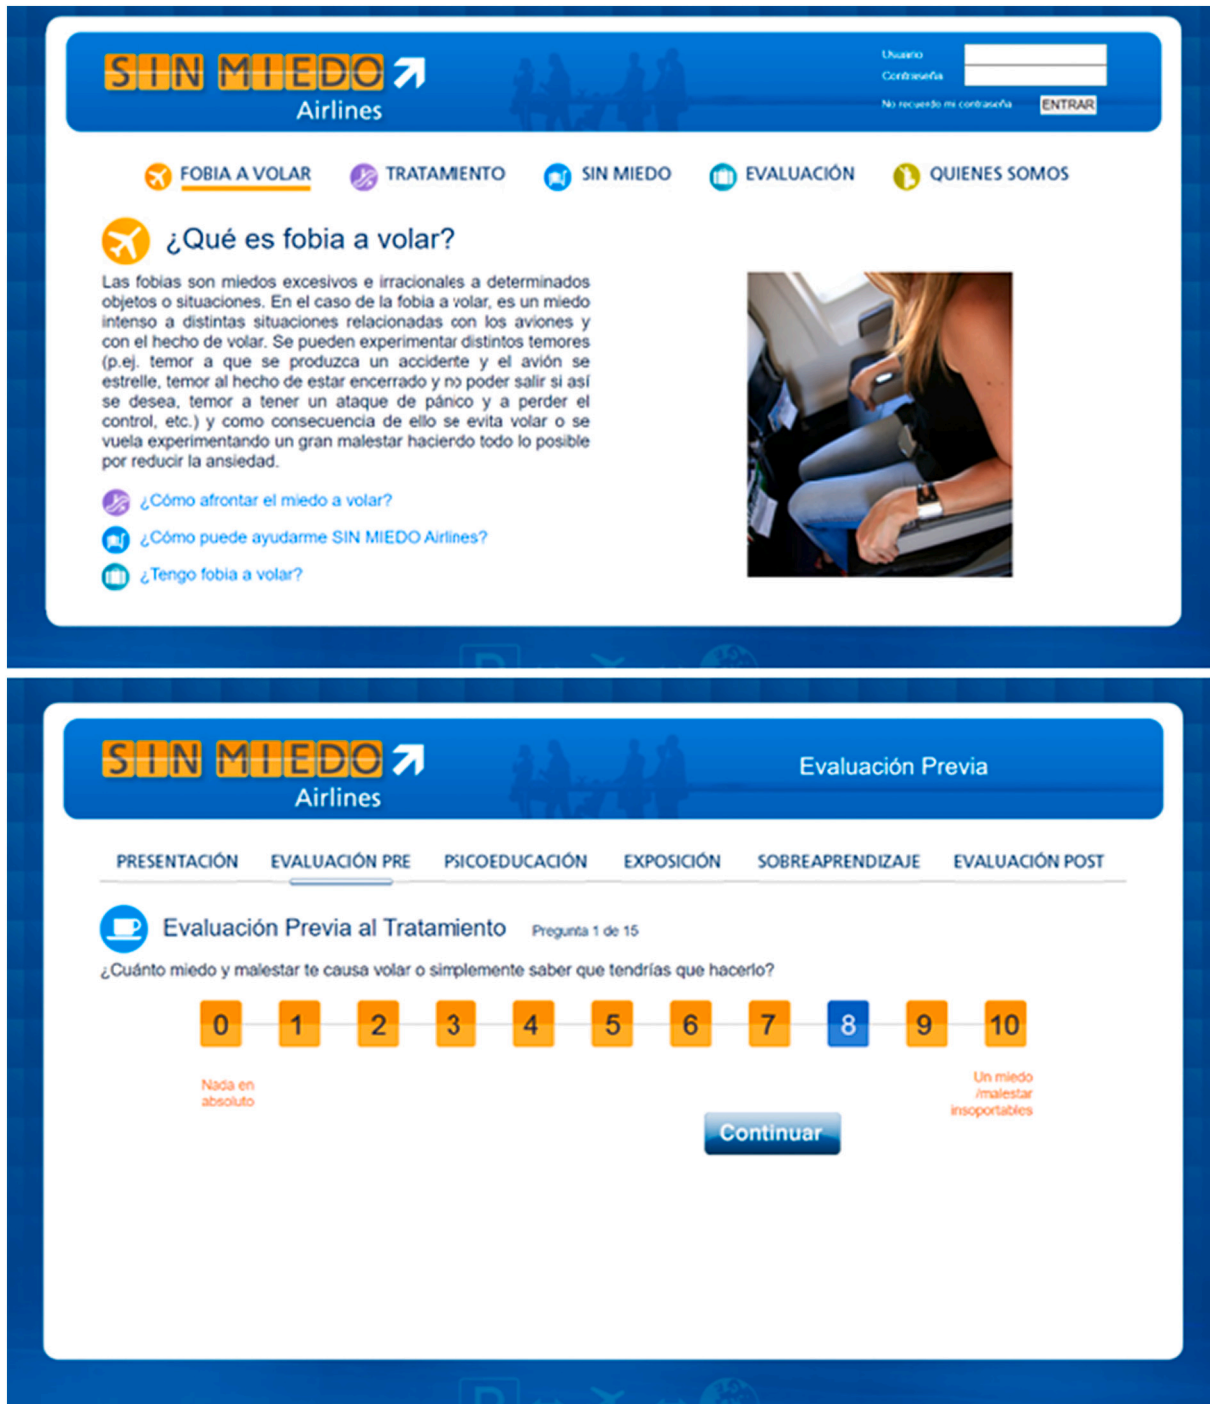 SIN MIEDO
Airlines
Usuario
Contraseña
No recuerdo mi contraseña
ENTRAR
FOBIA A VOLAR
TRATAMIENTO
SIN MIEDO
EVALUACIÓN
QUIENES SOMOS
¿Qué es fobia a volar?
Las fobias son miedos excesivos e irracionales a determinados
objetos o situaciones. En el caso de la fobia a volar, es un miedo
intenso a distintas situaciones relacionadas con los aviones y
con el hecho de volar. Se pueden experimentar distintos temores
(p.ej. temor a que se produzca un accidente y el avión se
estrelle, temor al hecho de estar encerrado y no poder salir si así
se desea, temor a tener un ataque de pánico y a perder el
control, etc.) y como consecuencia de ello se evita volar o se
vuela experimentando un gran malestar haciendo todo lo posible
por reducir la ansiedad.
¿Cómo afrontar el miedo a volar?
¿Cómo puede ayudarme SIN MIEDO Airlines?
¿Tengo fobia a volar?
SIN MIEDO
Airlines
Evaluación Previa
PRESENTACIÓN
EVALUACIÓN PRE
PSICOEDUCACIÓN
EXPOSICIÓN
SOBREAPRENDIZAJE
EVALUACIÓN POST
Evaluación Previa al Tratamiento
Pregunta 1 de 15
¿Cuánto miedo y malestar te causa volar o simplemente saber que tendrías que hacerlo?
0 1 2 3 4 5 6 7 8 9 10
Nada en
absoluto
Un miedo
/malestar
insoportables
Continuar